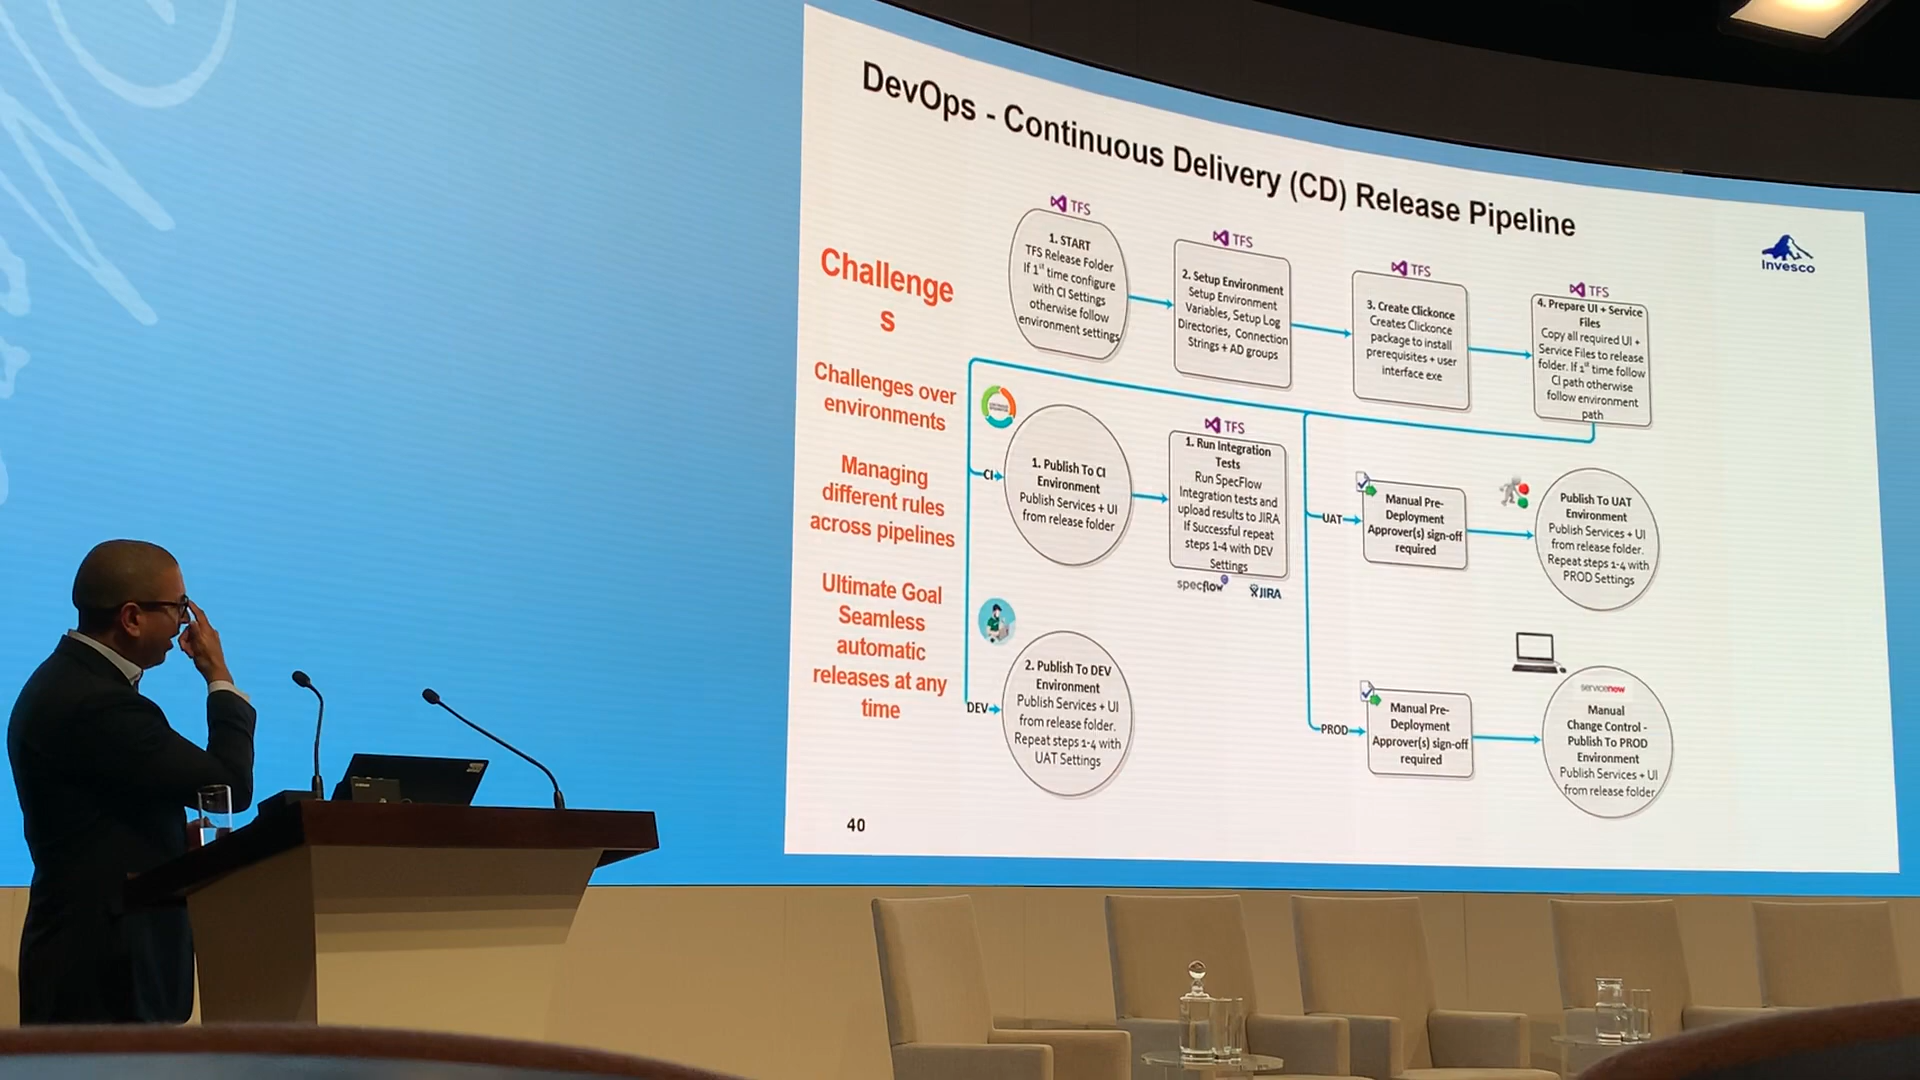 DevOps - Continuous Delivery (CD) Release Pipeline
Invesco
Challenge
s
Challenges over
environments
Managing
different rules
across pipelines
Ultimate Goal
Seamless
automatic
releases at any
time
40
TFS
1. START
TFS Release Folder
If 1st time configure
with CI Settings
otherwise follow
environment settings
TFS
2. Setup Environment
Setup Environment
Variables, Setup Log
Directories, Connection
Strings + AD groups
TFS
3. Create Clickonce
Creates Clickonce
package to install
prerequisites + user
interface exe
TFS
4. Prepare UI + Service
Files
Copy all required UI +
Service Files to release
folder. If 1st time follow
CI path otherwise
follow environment
path
CI
1. Publish To CI
Environment
Publish Services + UI
from release folder
TFS
1. Run Integration
Tests
Run SpecFlow
Integration tests and
upload results to JIRA
If Successful repeat
steps 1-4 with DEV
Settings
specflow
JIRA
DEV
2. Publish To DEV
Environment
Publish Services + UI
from release folder.
Repeat steps 1-4 with
UAT Settings
UAT
Manual Pre-
Deployment
Approver(s) sign-off
required
Publish To UAT
Environment
Publish Services + UI
from release folder.
Repeat steps 1-4 with
PROD Settings
PROD
Manual Pre-
Deployment
Approver(s) sign-off
required
servicenow
Manual
Change Control -
Publish To PROD
Environment
Publish Services + UI
from release folder